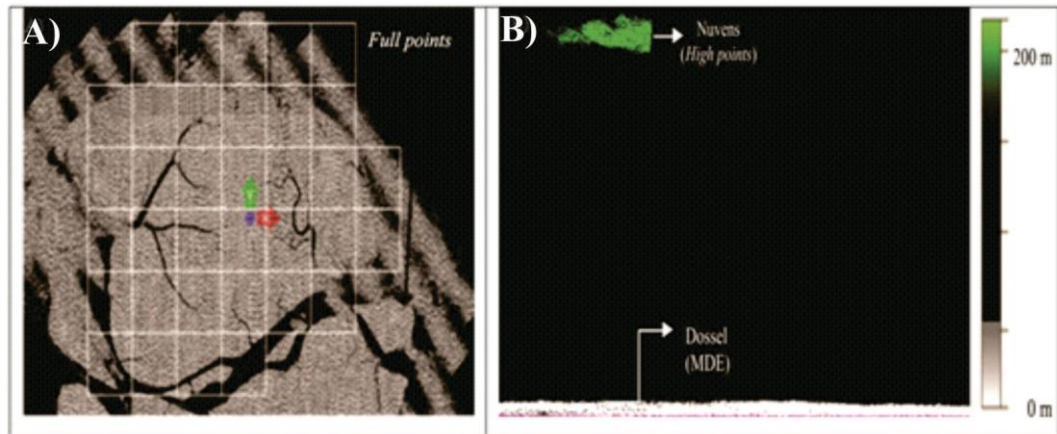 A)
Full points
B)
Nuvens
(High points)
200 m
Dossel
(MDE)
0 m